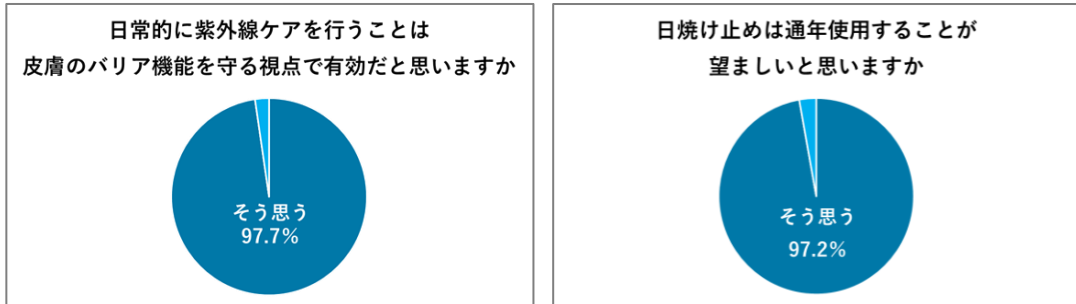 日常的に紫外線ケアを行うことは
皮膚のバリア機能を守る視点で有効だと思いますか
そう思う
97.7%
日焼け止めは通年使用することが
望ましいと思いますか
そう思う
97.2%